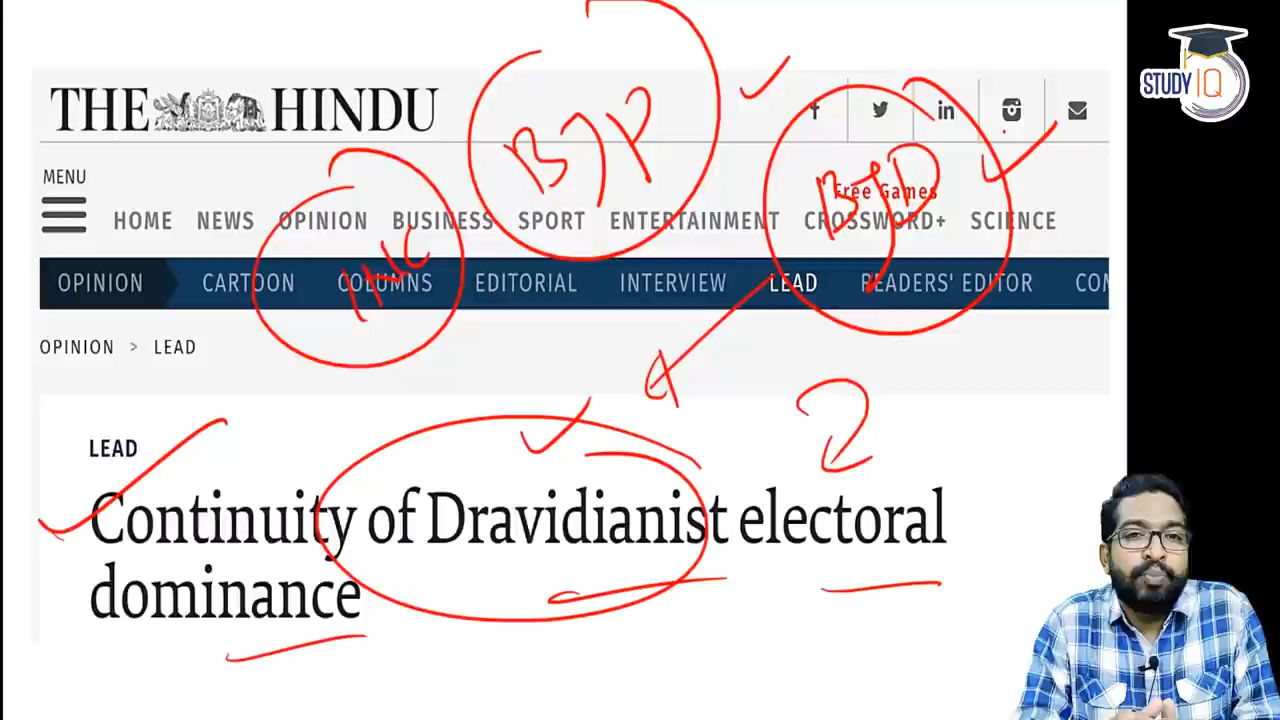 STUDY IQ
THE HINDU
BJP
BJD
INC
Free Games
MENU
HOME NEWS OPINION BUSINESS SPORT ENTERTAINMENT CROSSWORD+ SCIENCE
OPINION CARTOON COLUMNS EDITORIAL INTERVIEW LEAD READERS' EDITOR CON
OPINION > LEAD
2
LEAD
Continuity of Dravidianist electoral
dominance